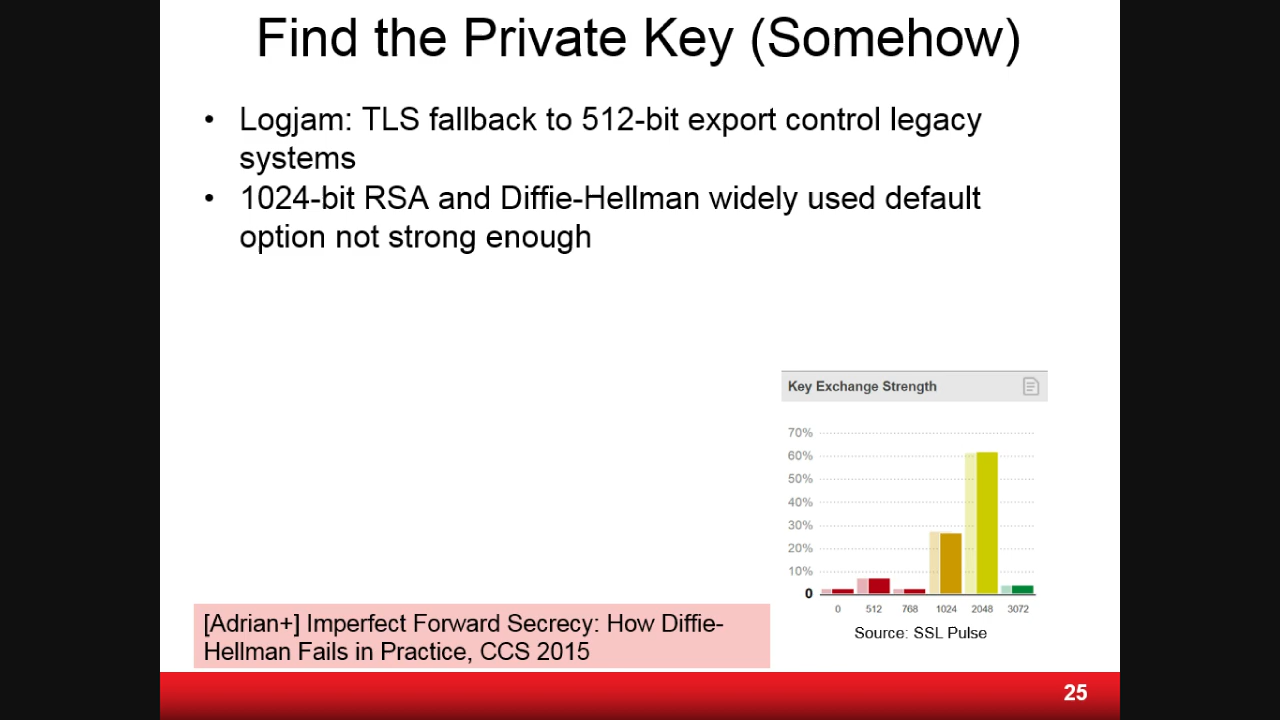 Find the Private Key (Somehow)
• Logjam: TLS fallback to 512-bit export control legacy
systems
• 1024-bit RSA and Diffie-Hellman widely used default
option not strong enough
Key Exchange Strength
70%
60%
50%
40%
30%
20%
10%
0
0 512 768 1024 2048 3072
Source: SSL Pulse
[Adrian+] Imperfect Forward Secrecy: How Diffie-
Hellman Fails in Practice, CCS 2015
25